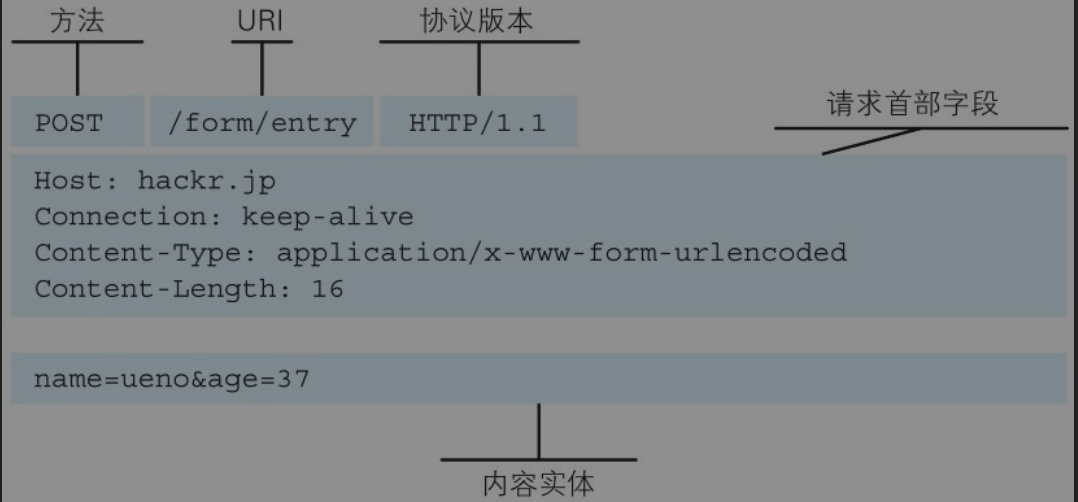 方法 URI 协议版本
请求首部字段
POST /form/entry HTTP/1.1
Host: hackr.jp
Connection: keep-alive
Content-Type: application/x-www-form-urlencoded
Content-Length: 16
name=ueno&age=37
内容实体